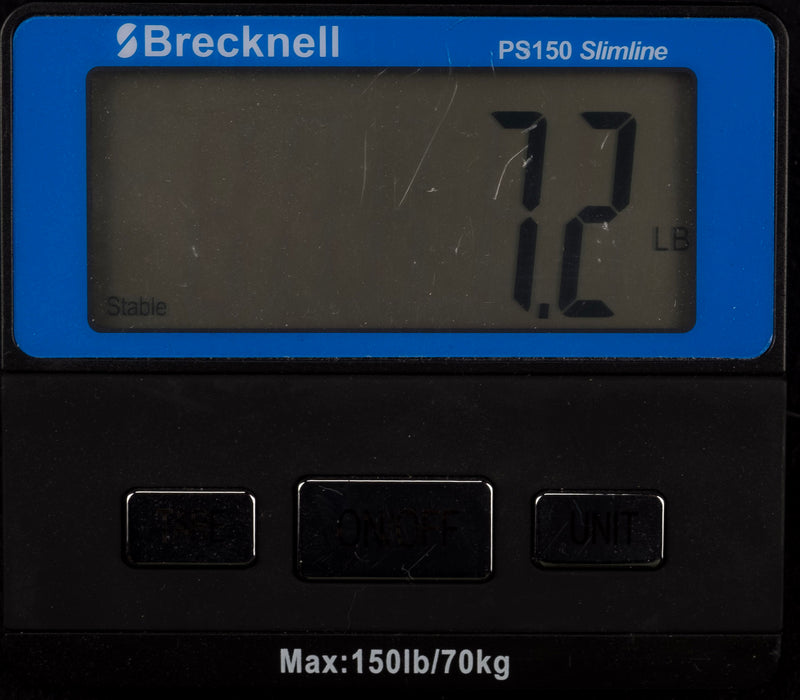 Brecknell
PS150 Slimline
7.2
LB
Stable
ON/OFF
UNIT
Max:150lb/70kg